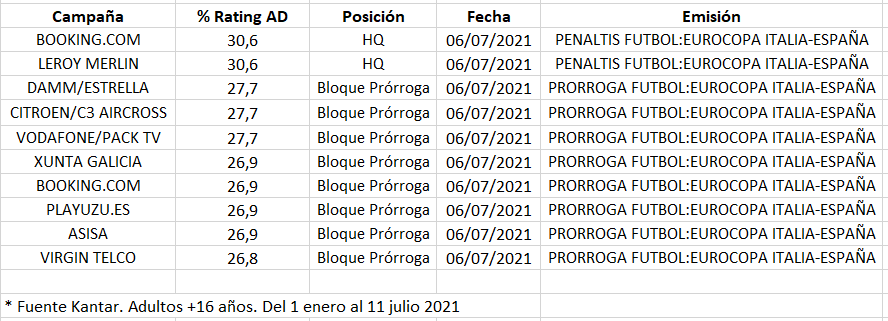 Campaña % Rating AD Posición Fecha Emisión
BOOKING.COM 30,6 HQ 06/07/2021 PENALTIS FUTBOL:EUROCOPA ITALIA-ESPAÑA
LEROY MERLIN 30,6 HQ 06/07/2021 PENALTIS FUTBOL:EUROCOPA ITALIA-ESPAÑA
DAMM/ESTRELLA 27,7 Bloque Prórroga 06/07/2021 PRORROGA FUTBOL:EUROCOPA ITALIA-ESPAÑA
CITROEN/C3 AIRCROSS 27,7 Bloque Prórroga 06/07/2021 PRORROGA FUTBOL:EUROCOPA ITALIA-ESPAÑA
VODAFONE/PACK TV 27,7 Bloque Prórroga 06/07/2021 PRORROGA FUTBOL:EUROCOPA ITALIA-ESPAÑA
XUNTA GALICIA 26,9 Bloque Prórroga 06/07/2021 PRORROGA FUTBOL:EUROCOPA ITALIA-ESPAÑA
BOOKING.COM 26,9 Bloque Prórroga 06/07/2021 PRORROGA FUTBOL:EUROCOPA ITALIA-ESPAÑA
PLAYUZU.ES 26,9 Bloque Prórroga 06/07/2021 PRORROGA FUTBOL:EUROCOPA ITALIA-ESPAÑA
ASISA 26,9 Bloque Prórroga 06/07/2021 PRORROGA FUTBOL:EUROCOPA ITALIA-ESPAÑA
VIRGIN TELCO 26,8 Bloque Prórroga 06/07/2021 PRORROGA FUTBOL:EUROCOPA ITALIA-ESPAÑA
* Fuente Kantar. Adultos +16 años. Del 1 enero al 11 julio 2021